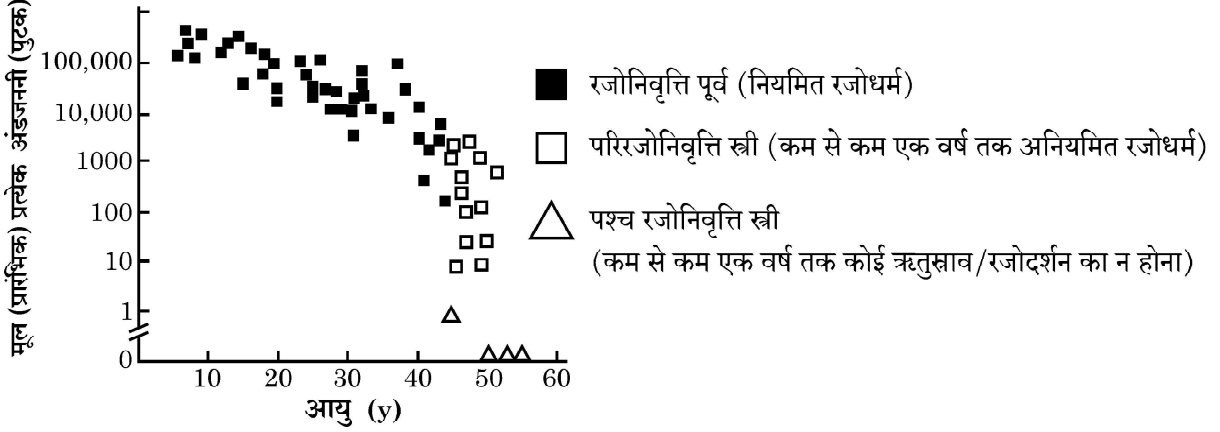 मूल (प्रारंभिक) प्रत्येक अंडजननी (पुटक)
100,000
10,000
1000
100
10
1
0
10 20 30 40 50 60
आयु (y)
रजोनिवृत्ति पूर्व (नियमित रजोधर्म)
परिरजोनिवृत्ति स्त्री (कम से कम एक वर्ष तक अनियमित रजोधर्म)
पश्च रजोनिवृत्ति स्त्री
(कम से कम एक वर्ष तक कोई ऋतुस्राव/रजोदर्शन का न होना)